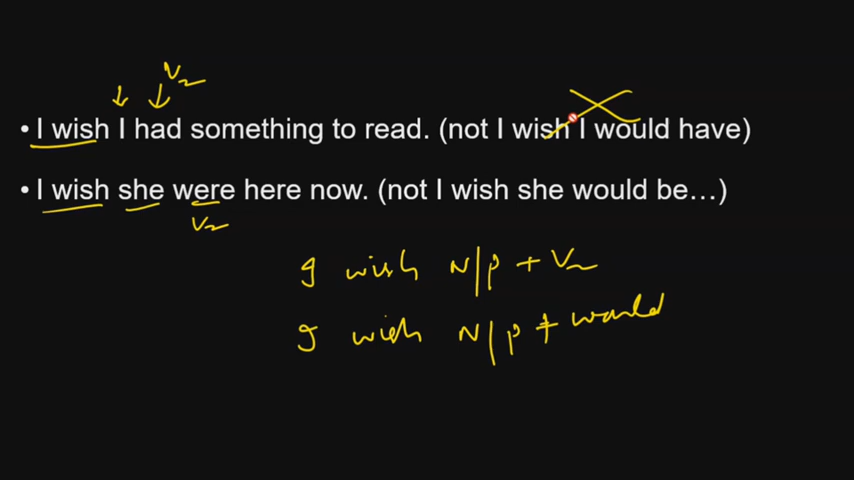 V2
• I wish I had something to read. (not I wish I would have)
• I wish she were here now. (not I wish she would be…)
V2
I wish N/P + V2
I wish N/P + would